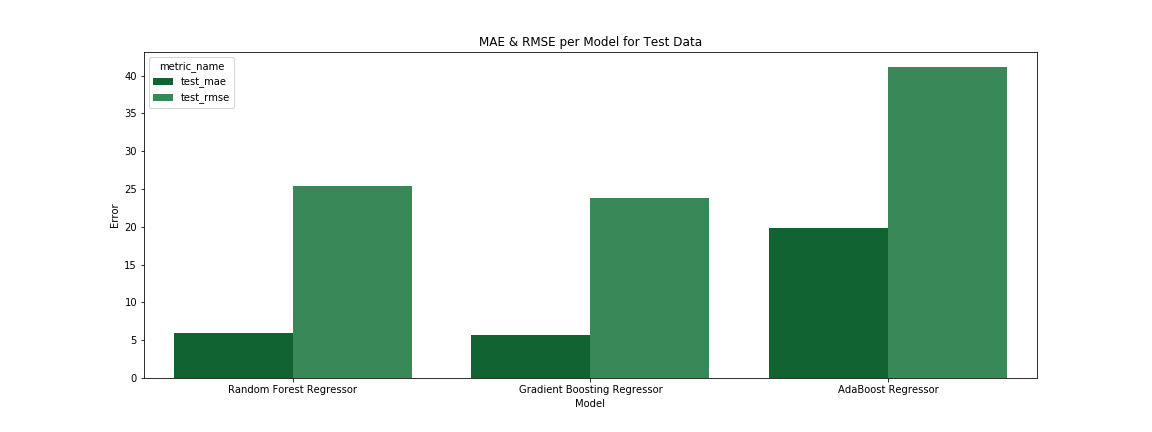 MAE & RMSE per Model for Test Data
metric_name
test_mae
test_rmse
40
35
30
25
20
15
10
5
0
Error
Random Forest Regressor
Gradient Boosting Regressor
AdaBoost Regressor
Model